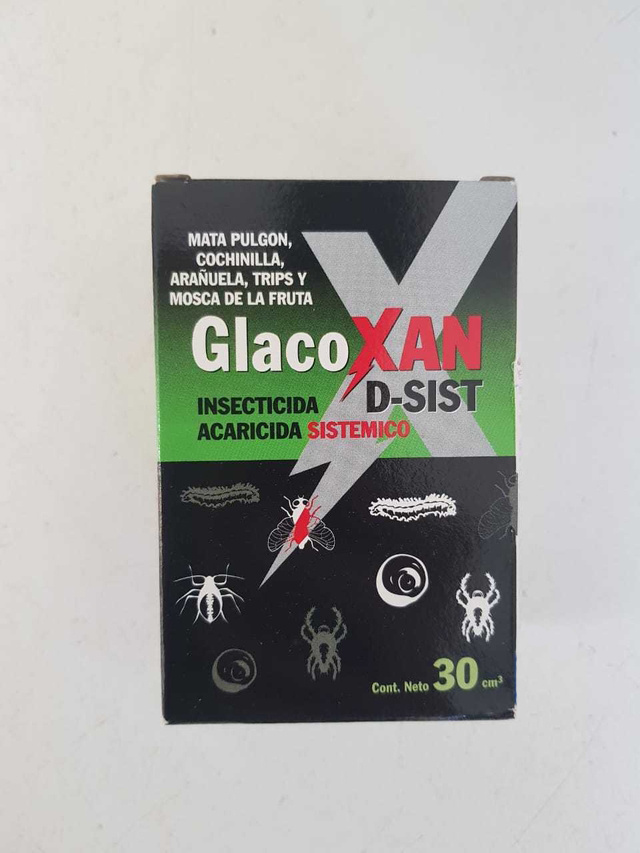 MATA PULGON,
COCHINILLA,
ARAÑUELA, TRIPS Y
MOSCA DE LA FRUTA
GlacoXAN
D-SIST
INSECTICIDA
ACARICIDA SISTEMICO
Cont. Neto 30 cm³